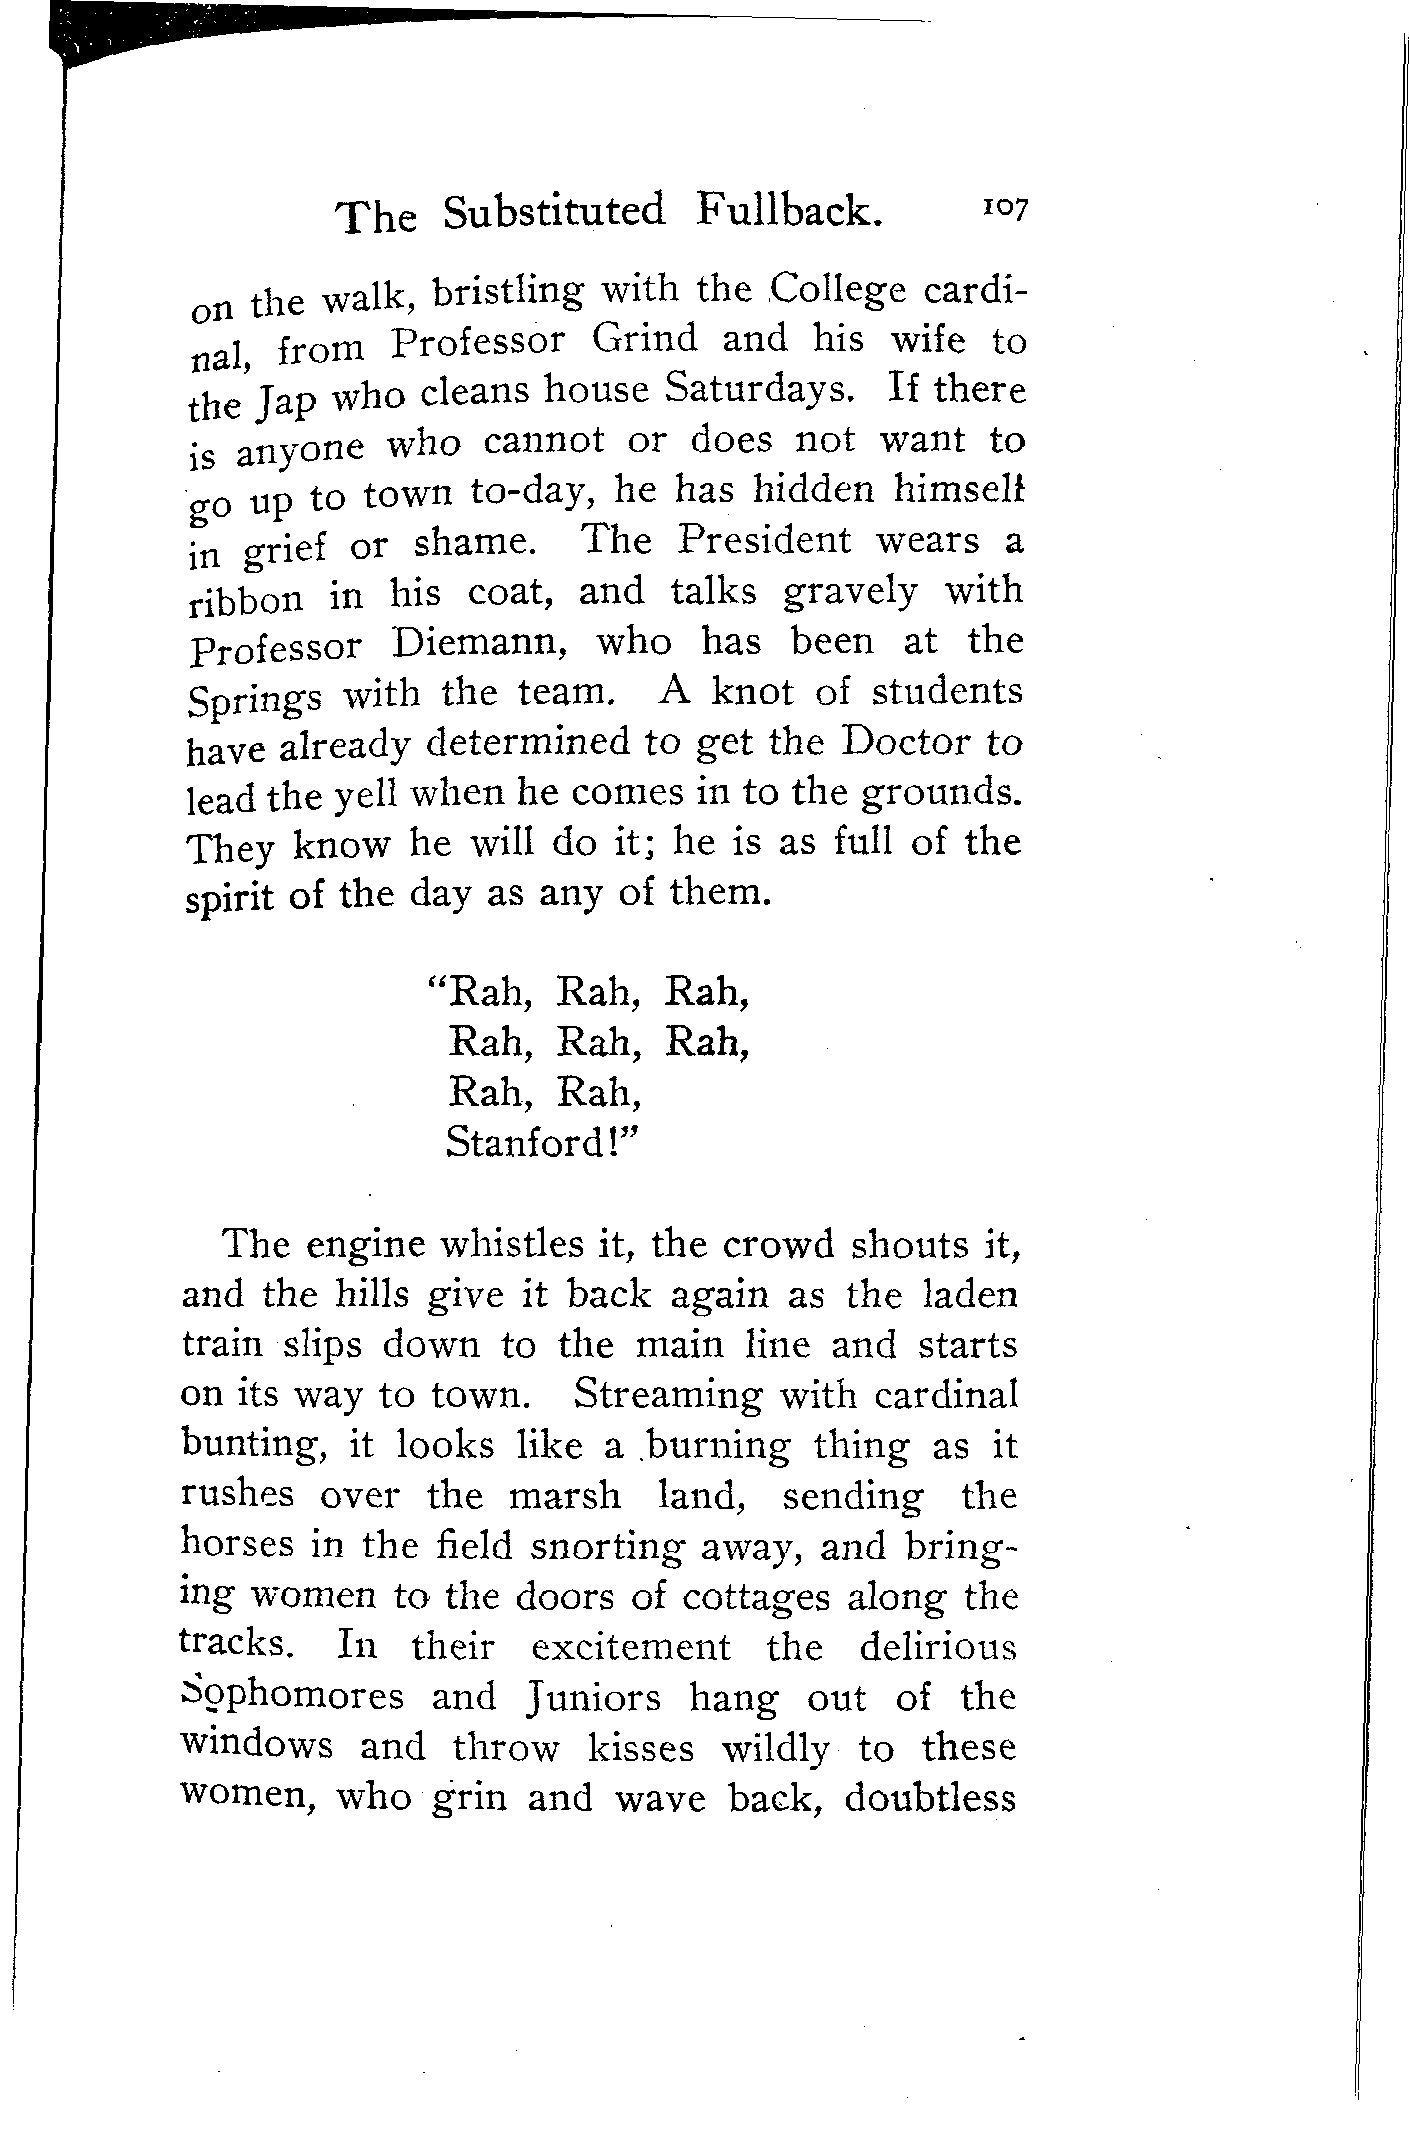 The Substituted Fullback. 107
on the walk, bristling with the College cardi-
nal, from Professor Grind and his wife to
the Jap who cleans house Saturdays. If there
is anyone who cannot or does not want to
go up to town to-day, he has hidden himself
in grief or shame. The President wears a
ribbon in his coat, and talks gravely with
Professor Diemann, who has been at the
Springs with the team. A knot of students
have already determined to get the Doctor to
lead the yell when he comes in to the grounds.
They know he will do it; he is as full of the
spirit of the day as any of them.
"Rah, Rah, Rah,
Rah, Rah, Rah,
Rah, Rah,
Stanford!"
The engine whistles it, the crowd shouts it,
and the hills give it back again as the laden
train slips down to the main line and starts
on its way to town. Streaming with cardinal
bunting, it looks like a burning thing as it
rushes over the marsh land, sending the
horses in the field snorting away, and bring-
ing women to the doors of cottages along the
tracks. In their excitement the delirious
Sophomores and Juniors hang out of the
windows and throw kisses wildly to these
women, who grin and wave back, doubtless